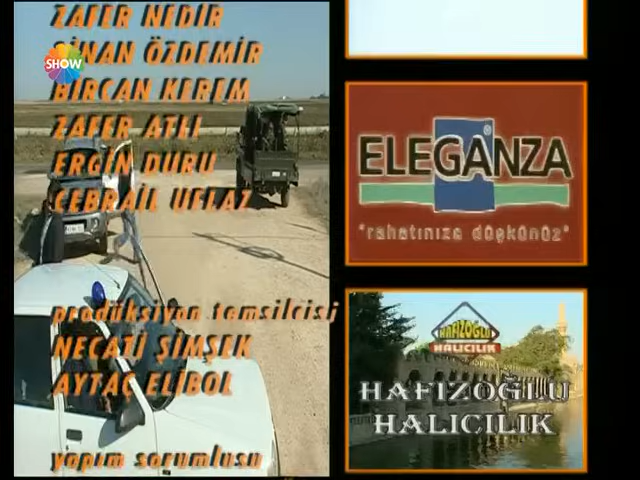 ZAFER NEDİR
SİNAN ÖZDEMİR
BİRCAN KEREM
ZAFER ATLI
ERGİN DURU
CEBRAİL UFLAZ
prodüksiyon temsilcisi
NECATİ ŞİMŞEK
AYTAÇ ELİBOL
yapım sorumlusu
SHOW
ELEGANZA
®
"rahatınıza düşkünüz"
HAFIZOĞLU
HALICILIK
HAFIZOĞLU
HALICILIK